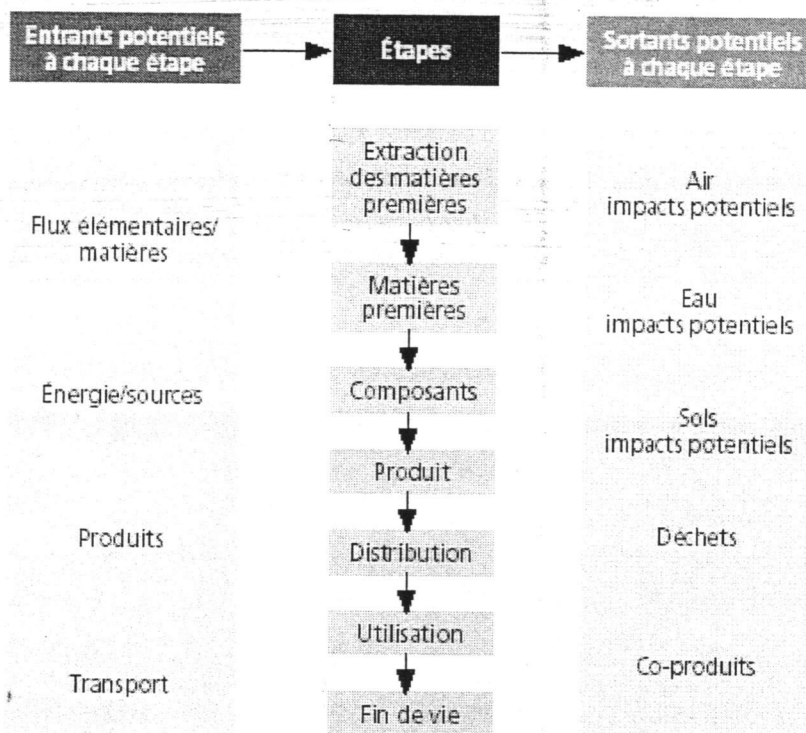 Entrants potentiels
à chaque étape
Étapes
Sortants potentiels
à chaque étape
Flux élémentaires/
matières
Énergie/sources
Produits
Transport
Extraction
des matières
premières
Matières
premières
Composants
Produit
Distribution
Utilisation
Fin de vie
Air
impacts potentiels
Eau
impacts potentiels
Sols
impacts potentiels
Déchets
Co-produits